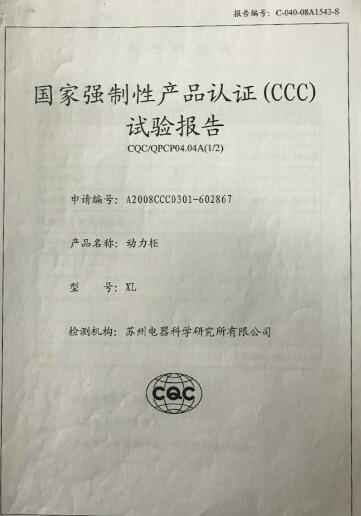 报告编号：C-040-08A1543-S
国家强制性产品认证(CCC)
试验报告
CQC/QPCP04.04A(1/2)
申请编号：A2008CCC0301-602867
产品名称：动力柜
型 号：XL
检测机构：苏州电器科学研究所有限公司
CQC